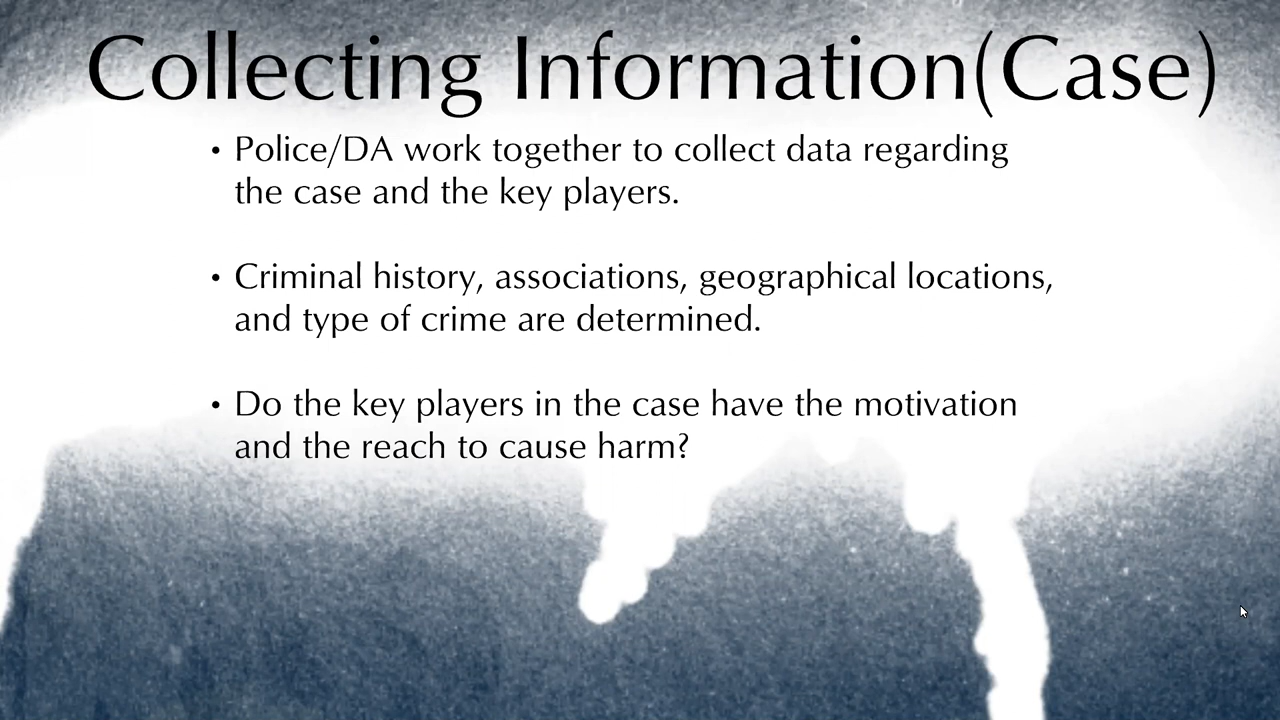 Collecting Information(Case)
• Police/DA work together to collect data regarding
the case and the key players.
• Criminal history, associations, geographical locations,
and type of crime are determined.
• Do the key players in the case have the motivation
and the reach to cause harm?